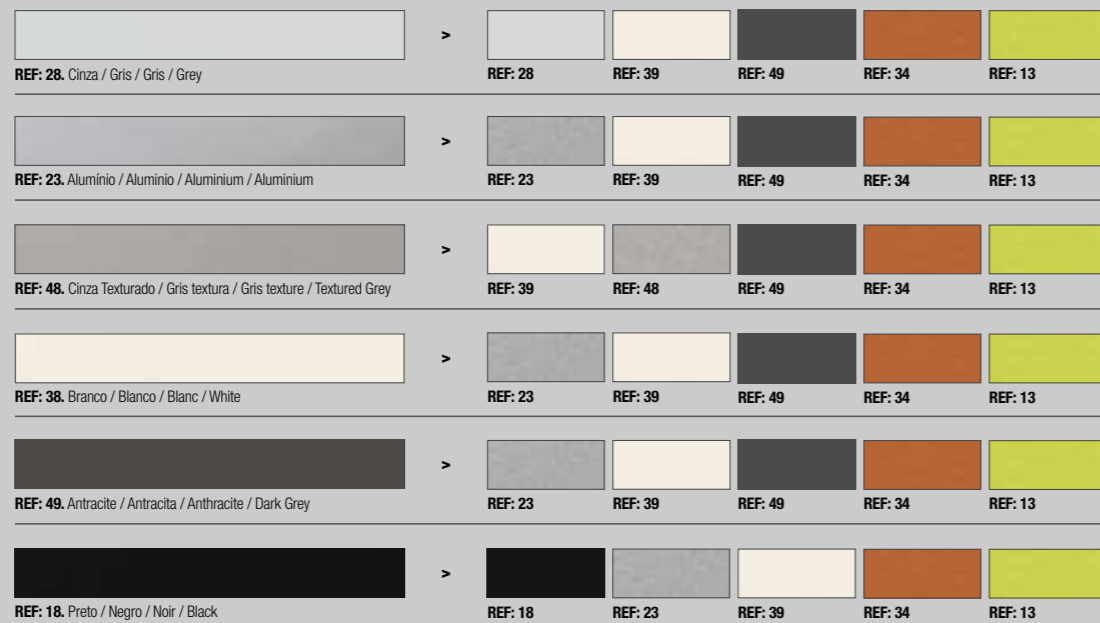 >
REF: 28. Cinza / Gris / Gris / Grey REF: 28 REF: 39 REF: 49 REF: 34 REF: 13
>
REF: 23. Alumínio / Aluminio / Aluminium / Aluminium REF: 23 REF: 39 REF: 49 REF: 34 REF: 13
>
REF: 48. Cinza Texturado / Gris textura / Gris texture / Textured Grey REF: 39 REF: 48 REF: 49 REF: 34 REF: 13
>
REF: 38. Branco / Blanco / Blanc / White REF: 23 REF: 39 REF: 49 REF: 34 REF: 13
>
REF: 49. Antracite / Antracita / Anthracite / Dark Grey REF: 23 REF: 39 REF: 49 REF: 34 REF: 13
>
REF: 18. Preto / Negro / Noir / Black REF: 18 REF: 23 REF: 39 REF: 34 REF: 13